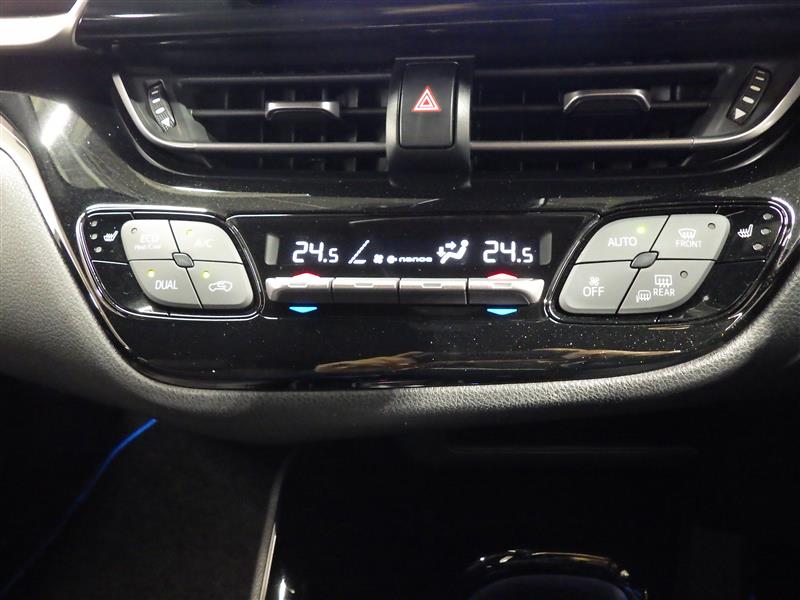 24.5 nanoe 24.5
ECO
Heat/Cool
A/C
DUAL
AUTO
FRONT
OFF
REAR